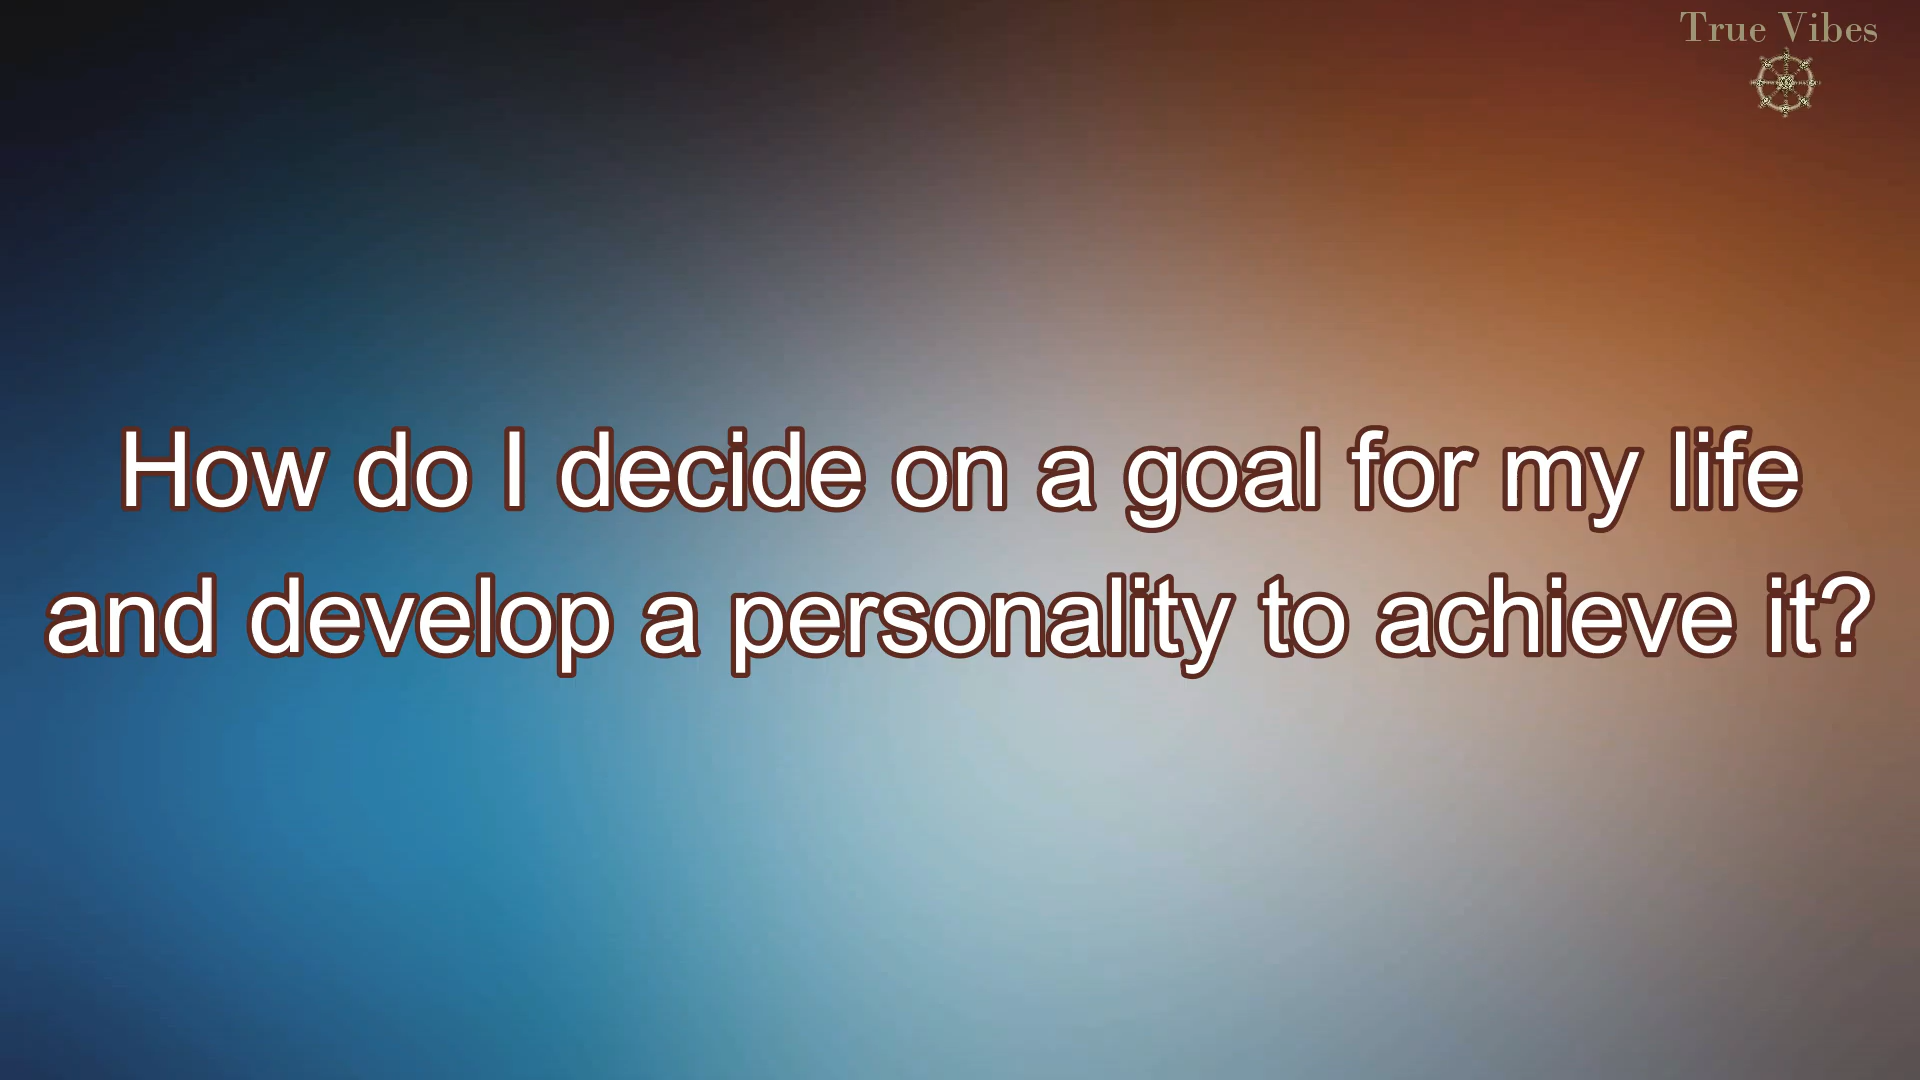 True Vibes
How do I decide on a goal for my life
and develop a personality to achieve it?